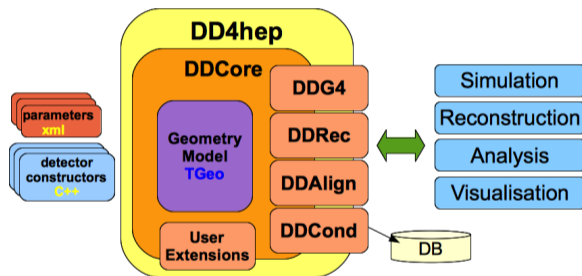 DD4hep
DDCore
parameters
xml
detector
constructors
C++
Geometry
Model
TGeo
User
Extensions
DDG4
DDRec
DDAlign
DDCond
Simulation
Reconstruction
Analysis
Visualisation
DB